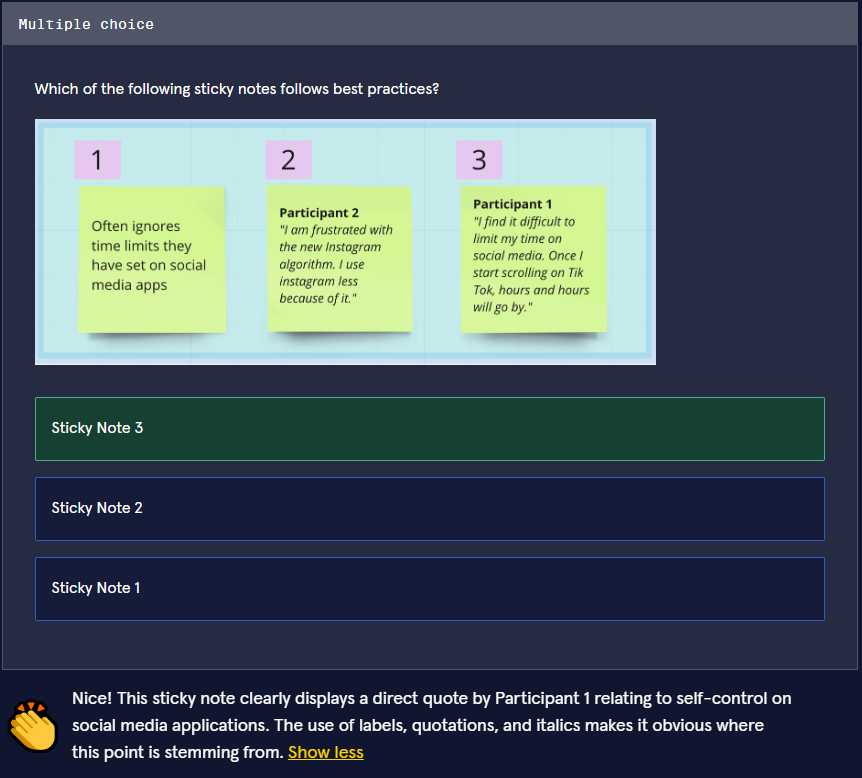 Multiple choice
Which of the following sticky notes follows best practices?
1
2
3
Often ignores
time limits they
have set on social
media apps
Participant 2
"I am frustrated with
the new Instagram
algorithm. I use
instagram less
because of it."
Participant 1
"I find it difficult to
limit my time on
social media. Once I
start scrolling on Tik
Tok, hours and hours
will go by."
Sticky Note 3
Sticky Note 2
Sticky Note 1
Nice! This sticky note clearly displays a direct quote by Participant 1 relating to self-control on
social media applications. The use of labels, quotations, and italics makes it obvious where
this point is stemming from. Show less